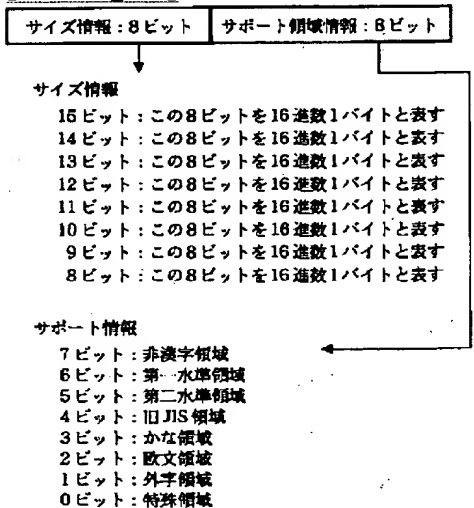 サイズ情報：8ビット サポート領域情報：8ビット
サイズ情報
15ビット：この8ビットを16進数1バイトと表す
14ビット：この8ビットを16進数1バイトと表す
13ビット：この8ビットを16進数1バイトと表す
12ビット：この8ビットを16進数1バイトと表す
11ビット：この8ビットを16進数1バイトと表す
10ビット：この8ビットを16進数1バイトと表す
9ビット：この8ビットを16進数1バイトと表す
8ビット：この8ビットを16進数1バイトと表す
サポート情報
7ビット：非漢字領域
6ビット：第一水準領域
5ビット：第二水準領域
4ビット：旧JIS領域
3ビット：かな領域
2ビット：欧文領域
1ビット：外字領域
0ビット：特殊領域